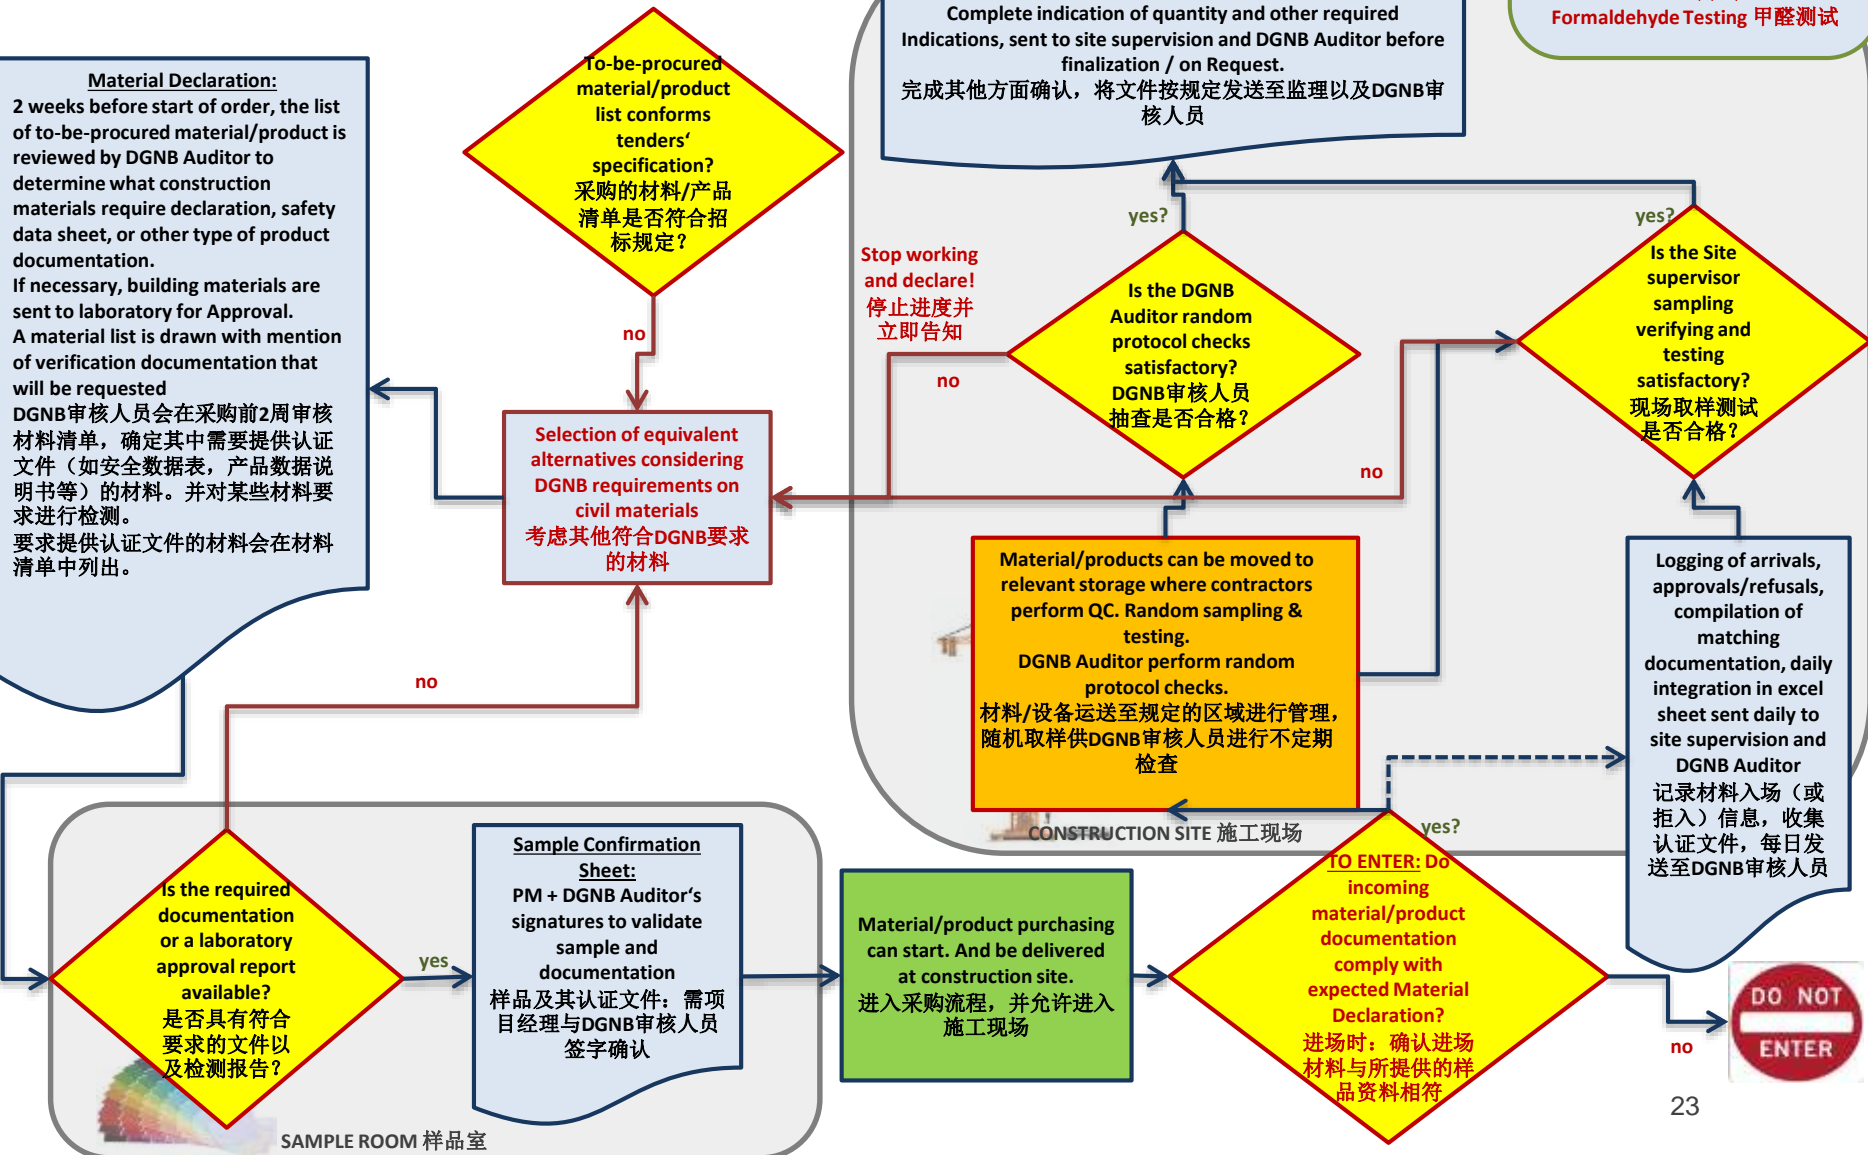 Material Declaration:
2 weeks before start of order, the list
of to-be-procured material/product is
reviewed by DGNB Auditor to
determine what construction
materials require declaration, safety
data sheet, or other type of product
documentation.
If necessary, building materials are
sent to laboratory for Approval.
A material list is drawn with mention
of verification documentation that
will be requested
DGNB审核人员会在采购前2周审核
材料清单，确定其中需要提供认证
文件（如安全数据表，产品数据说
明书等）的材料。并对某些材料要
求进行检测。
要求提供认证文件的材料会在材料
清单中列出。
To-be-procured
material/product
list conforms
tenders‘
specification?
采购的材料/产品
清单是否符合招
标规定？
no
Complete indication of quantity and other required
Indications, sent to site supervision and DGNB Auditor before
finalization / on Request.
完成其他方面确认，将文件按规定发送至监理以及DGNB审
核人员
Formaldehyde Testing 甲醛测试
yes?
yes?
Stop working
and declare!
停止进度并
立即告知
no
Is the DGNB
Auditor random
protocol checks
satisfactory?
DGNB审核人员
抽查是否合格？
Is the Site
supervisor
sampling
verifying and
testing
satisfactory?
现场取样测试
是否合格？
no
Selection of equivalent
alternatives considering
DGNB requirements on
civil materials
考虑其他符合DGNB要求
的材料
Material/products can be moved to
relevant storage where contractors
perform QC. Random sampling &
testing.
DGNB Auditor perform random
protocol checks.
材料/设备运送至规定的区域进行管理，
随机取样供DGNB审核人员进行不定期
检查
Logging of arrivals,
approvals/refusals,
compilation of
matching
documentation, daily
integration in excel
sheet sent daily to
site supervision and
DGNB Auditor
记录材料入场（或
拒入）信息，收集
认证文件，每日发
送至DGNB审核人员
no
CONSTRUCTION SITE 施工现场
yes?
Is the required
documentation
or a laboratory
approval report
available?
是否具有符合
要求的文件以
及检测报告？
yes
Sample Confirmation
Sheet:
PM + DGNB Auditor‘s
signatures to validate
sample and
documentation
样品及其认证文件：需项
目经理与DGNB审核人员
签字确认
Material/product purchasing
can start. And be delivered
at construction site.
进入采购流程，并允许进入
施工现场
TO ENTER: Do
incoming
material/product
documentation
comply with
expected Material
Declaration?
进场时：确认进场
材料与所提供的样
品资料相符
no
DO NOT
ENTER
SAMPLE ROOM 样品室
23